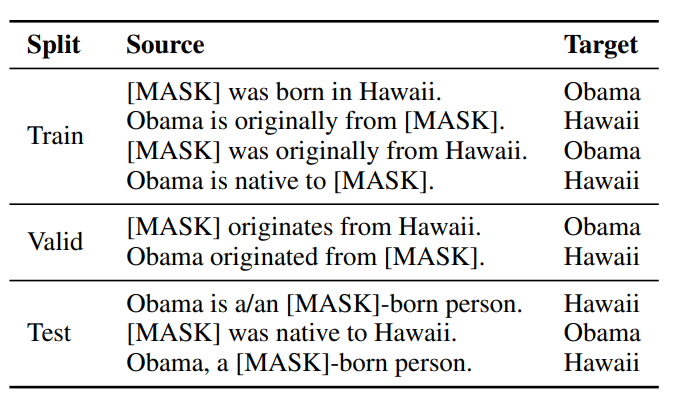 Split Source Target
Train
[MASK] was born in Hawaii. Obama
Obama is originally from [MASK]. Hawaii
[MASK] was originally from Hawaii. Obama
Obama is native to [MASK]. Hawaii
Valid
[MASK] originates from Hawaii. Obama
Obama originated from [MASK]. Hawaii
Test
Obama is a/an [MASK]-born person. Hawaii
[MASK] was native to Hawaii. Obama
Obama, a [MASK]-born person. Hawaii